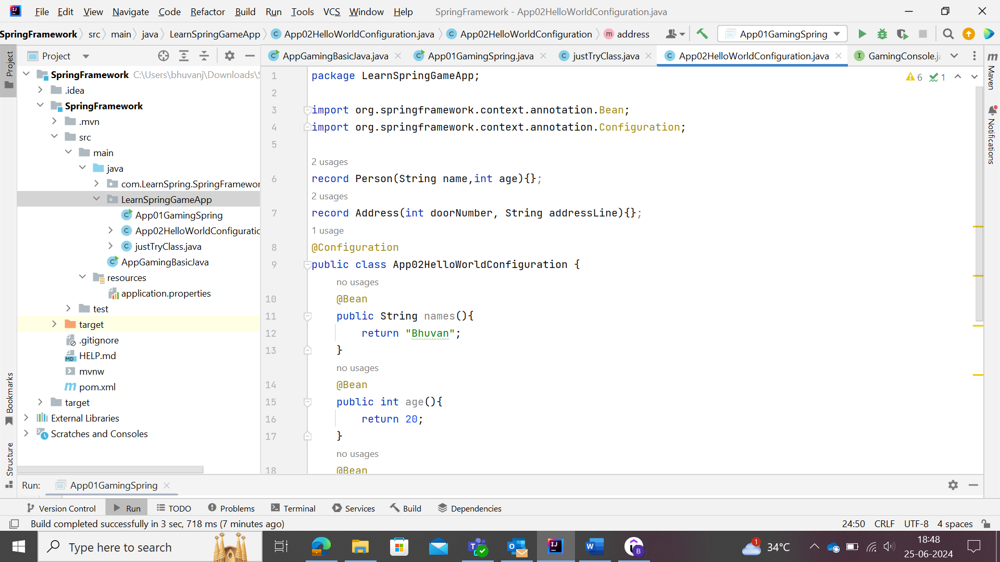 File Edit View Navigate Code Refactor Build Run Tools VCS Window Help SpringFramework - App02HelloWorldConfiguration.java
SpringFramework src main java LearnSpringGameApp App02HelloWorldConfiguration.java App02HelloWorldConfiguration address App01GamingSpring
Project
AppGamingBasicJava.java App01GamingSpring.java justTryClass.java App02HelloWorldConfiguration.java GamingConsole.ja
Project
Bookmarks
Structure
SpringFramework C:\Users\bhuvanj\Downloads\S
.idea
SpringFramework
.mvn
src
main
java
com.LearnSpring.SpringFramewor
LearnSpringGameApp
App01GamingSpring
App02HelloWorldConfiguratio
justTryClass.java
AppGamingBasicJava
resources
application.properties
test
target
.gitignore
HELP.md
mvnw
pom.xml
target
External Libraries
Scratches and Consoles
6 1
1 package LearnSpringGameApp;
2
3 import org.springframework.context.annotation.Bean;
4 import org.springframework.context.annotation.Configuration;
5
2 usages
6 record Person(String name,int age){};
2 usages
7 record Address(int doorNumber, String addressLine){};
1 usage
8 @Configuration
9 public class App02HelloWorldConfiguration {
no usages
10 @Bean
11 public String names(){
12 return "Bhuvan";
13 }
no usages
14 @Bean
15 public int age(){
16 return 20;
17 }
no usages
18 @Bean
Maven
Notifications
Run: App01GamingSpring
Version Control Run TODO Problems Terminal Services Build Dependencies
Build completed successfully in 3 sec, 718 ms (7 minutes ago) 24:50 CRLF UTF-8 4 spaces
Type here to search
1 34°C
18:48
25-06-2024